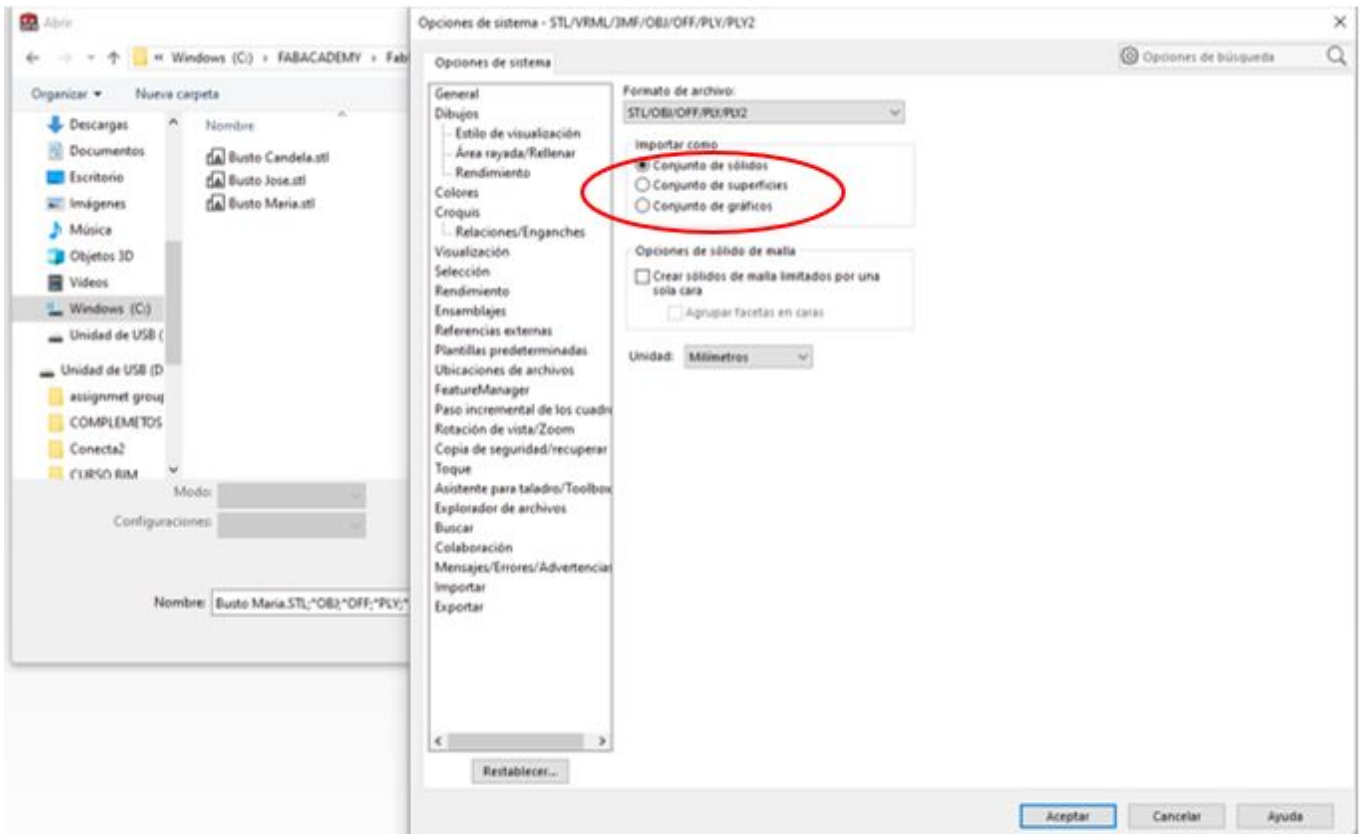 Abrir
« Windows (C:) › FABACADEMY › Fab
Organizar
Nueva carpeta
Descargas
Documentos
Escritorio
Imágenes
Música
Objetos 3D
Vídeos
Windows (C:)
Unidad de USB (
Unidad de USB (D
assignmet group
COMPLEMETOS
Conecta2
CURSO BIM
Nombre
Busto Candela.stl
Busto Jose.stl
Busto Maria.stl
Modo:
Configuraciones:
Nombre: Busto Maria.STL;*OBJ;*OFF;*PLY;*
Opciones de sistema - STL/VRML/3MF/OBJ/OFF/PLY/PLY2
Opciones de sistema
Opciones de búsqueda
General
Dibujos
Estilo de visualización
Área rayada/Rellenar
Rendimiento
Colores
Croquis
Relaciones/Enganches
Visualización
Selección
Rendimiento
Ensamblajes
Referencias externas
Plantillas predeterminadas
Ubicaciones de archivos
FeatureManager
Paso incremental de los cuadro
Rotación de vista/Zoom
Copia de seguridad/recuperar
Toque
Asistente para taladro/Toolbox
Explorador de archivos
Buscar
Colaboración
Mensajes/Errores/Advertencias
Importar
Exportar
Restablecer...
Formato de archivo:
STL/OBJ/OFF/PLY/PLY2
Importar como
Conjunto de sólidos
Conjunto de superficies
Conjunto de gráficos
Opciones de sólido de malla
Crear sólidos de malla limitados por una
sola cara
Agrupar facetas en caras
Unidad: Milímetros
Aceptar
Cancelar
Ayuda